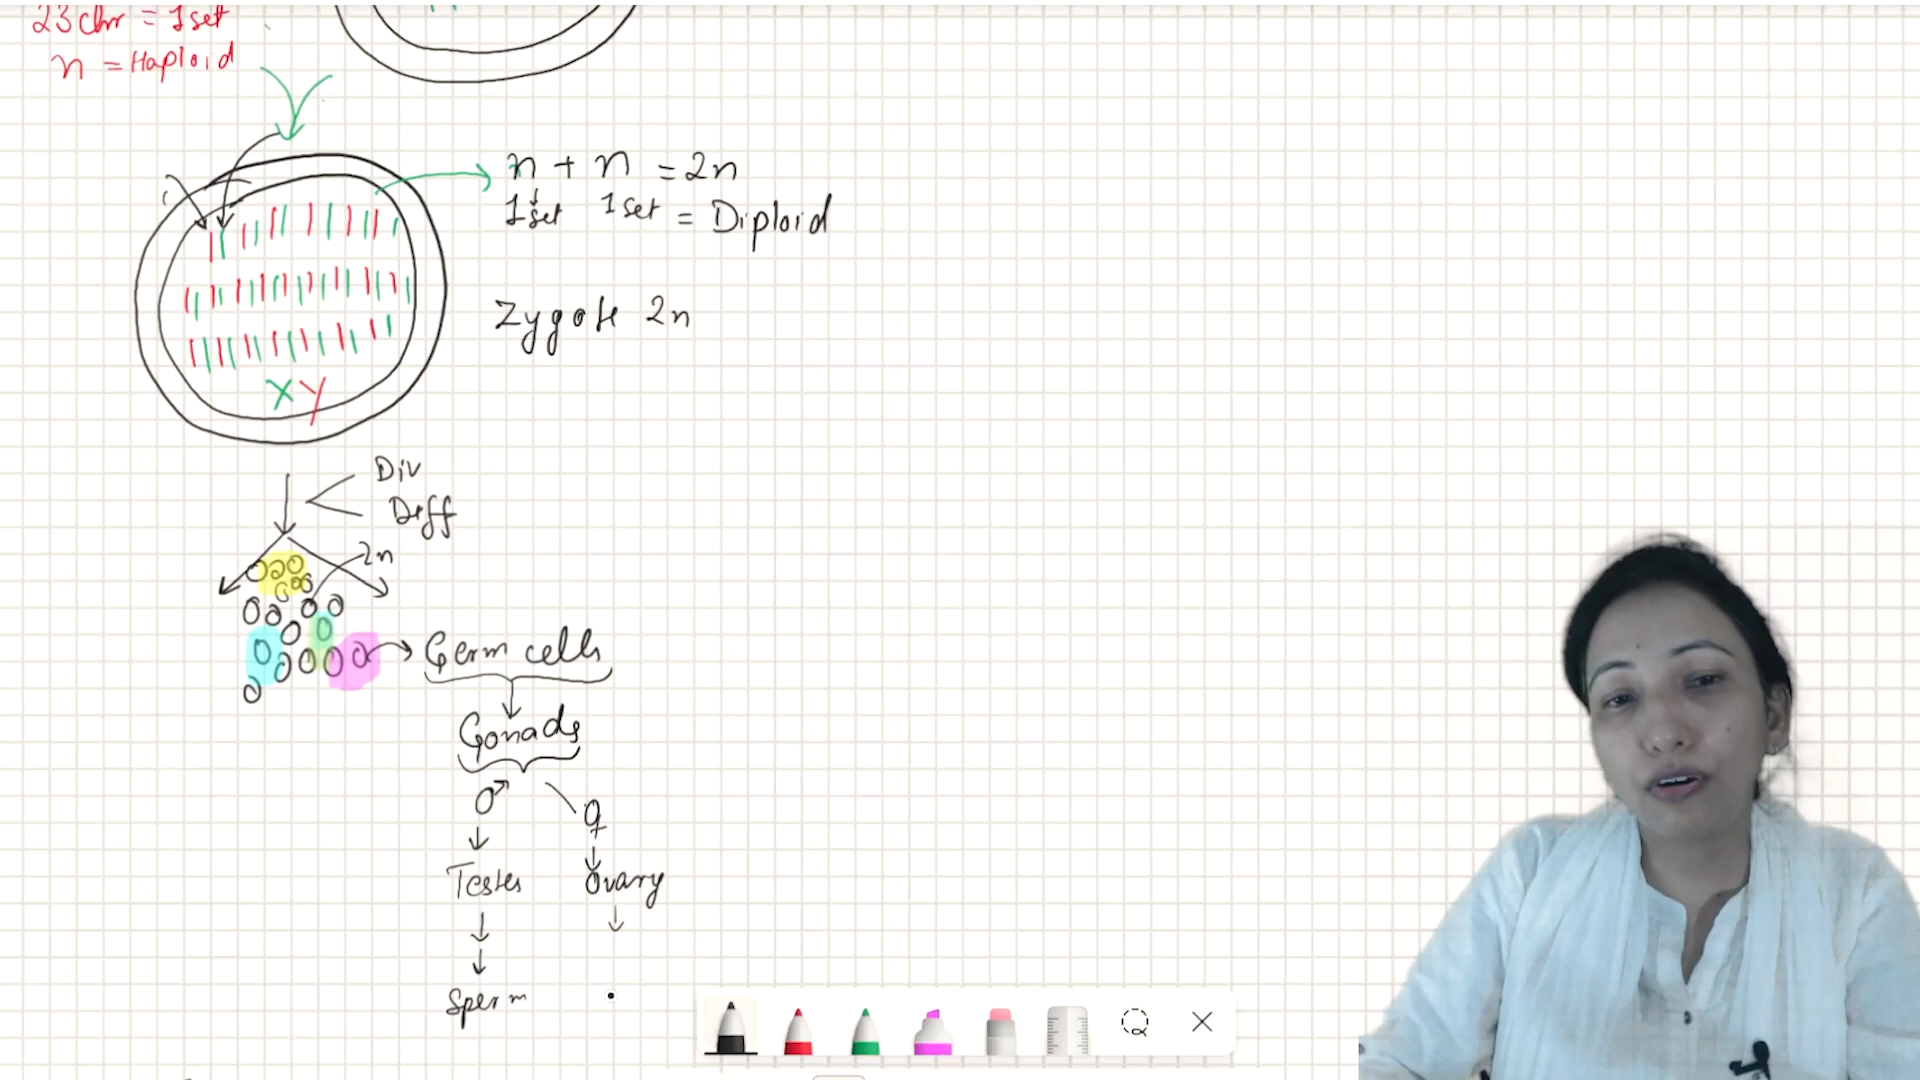 23 Chr = 1 set
n = Haploid
n + n = 2n
1 set 1 set = Diploid
Zygote 2n
X Y
Div
Diff
2n
Germ cells
Gonads
♂ ♀
Testes Ovary
Sperm